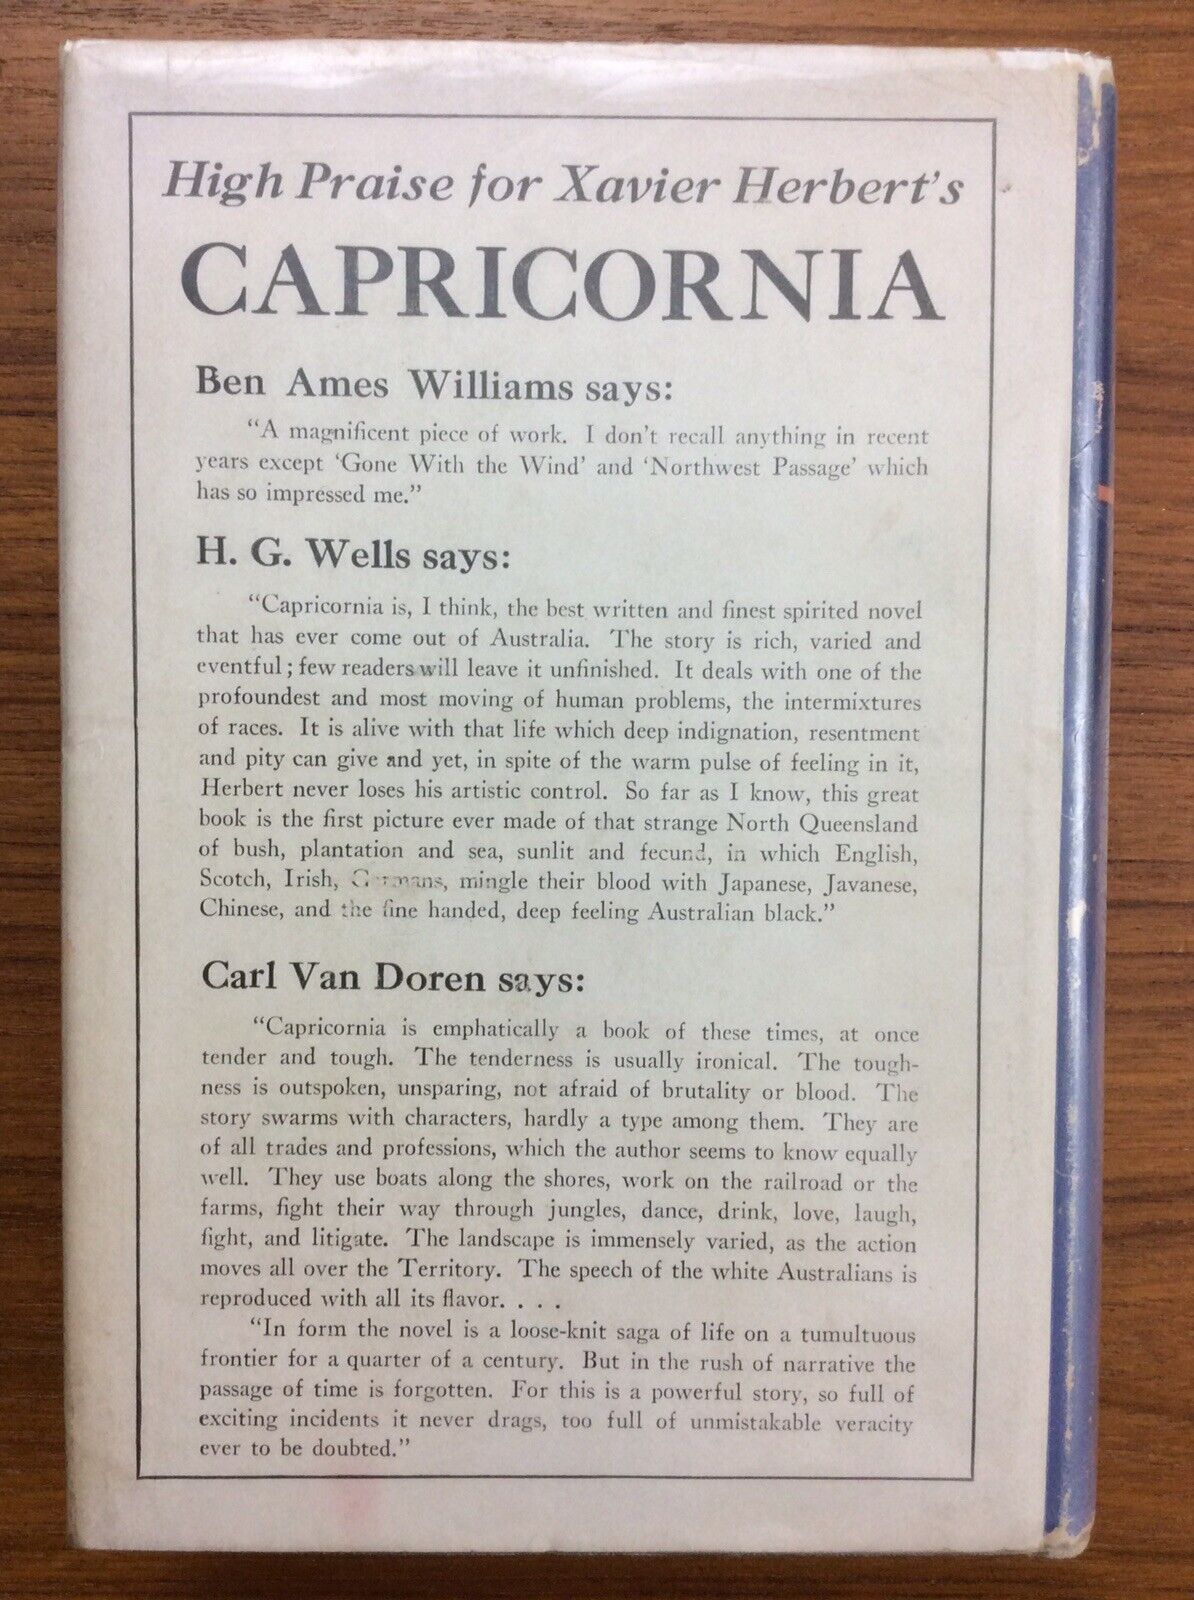 High Praise for Xavier Herbert's
CAPRICORNIA
Ben Ames Williams says:
"A magnificent piece of work. I don't recall anything in recent
years except 'Gone With the Wind' and 'Northwest Passage' which
has so impressed me."
H. G. Wells says:
"Capricornia is, I think, the best written and finest spirited novel
that has ever come out of Australia. The story is rich, varied and
eventful; few readers will leave it unfinished. It deals with one of the
profoundest and most moving of human problems, the intermixtures
of races. It is alive with that life which deep indignation, resentment
and pity can give and yet, in spite of the warm pulse of feeling in it,
Herbert never loses his artistic control. So far as I know, this great
book is the first picture ever made of that strange North Queensland
of bush, plantation and sea, sunlit and fecund, in which English,
Scotch, Irish, Germans, mingle their blood with Japanese, Javanese,
Chinese, and the fine handed, deep feeling Australian black."
Carl Van Doren says:
"Capricornia is emphatically a book of these times, at once
tender and tough. The tenderness is usually ironical. The tough-
ness is outspoken, unsparing, not afraid of brutality or blood. The
story swarms with characters, hardly a type among them. They are
of all trades and professions, which the author seems to know equally
well. They use boats along the shores, work on the railroad or the
farms, fight their way through jungles, dance, drink, love, laugh,
fight, and litigate. The landscape is immensely varied, as the action
moves all over the Territory. The speech of the white Australians is
reproduced with all its flavor. . . .
"In form the novel is a loose-knit saga of life on a tumultuous
frontier for a quarter of a century. But in the rush of narrative the
passage of time is forgotten. For this is a powerful story, so full of
exciting incidents it never drags, too full of unmistakable veracity
ever to be doubted."